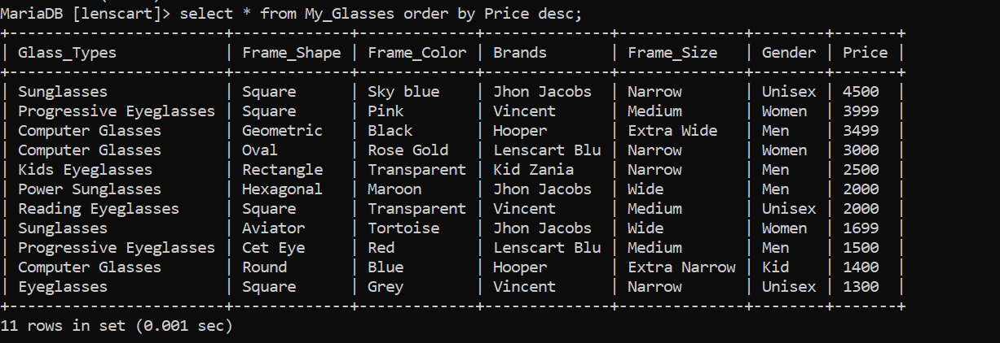 MariaDB [lenscart]> select * from My_Glasses order by Price desc;
+------------------------+-------------+-------------+--------------+--------------+--------+-------+
| Glass_Types            | Frame_Shape | Frame_Color | Brands       | Frame_Size   | Gender | Price |
+------------------------+-------------+-------------+--------------+--------------+--------+-------+
| Sunglasses             | Square      | Sky blue    | Jhon Jacobs  | Narrow       | Unisex | 4500  |
| Progressive Eyeglasses | Square      | Pink        | Vincent      | Medium       | Women  | 3999  |
| Computer Glasses       | Geometric   | Black       | Hooper       | Extra Wide   | Men    | 3499  |
| Computer Glasses       | Oval        | Rose Gold   | Lenscart Blu | Narrow       | Women  | 3000  |
| Kids Eyeglasses        | Rectangle   | Transparent | Kid Zania    | Narrow       | Men    | 2500  |
| Power Sunglasses       | Hexagonal   | Maroon      | Jhon Jacobs  | Wide         | Men    | 2000  |
| Reading Eyeglasses     | Square      | Transparent | Vincent      | Medium       | Unisex | 2000  |
| Sunglasses             | Aviator     | Tortoise    | Jhon Jacobs  | Wide         | Women  | 1699  |
| Progressive Eyeglasses | Cet Eye     | Red         | Lenscart Blu | Medium       | Men    | 1500  |
| Computer Glasses       | Round       | Blue        | Hooper       | Extra Narrow | Kid    | 1400  |
| Eyeglasses             | Square      | Grey        | Vincent      | Narrow       | Unisex | 1300  |
+------------------------+-------------+-------------+--------------+--------------+--------+-------+
11 rows in set (0.001 sec)